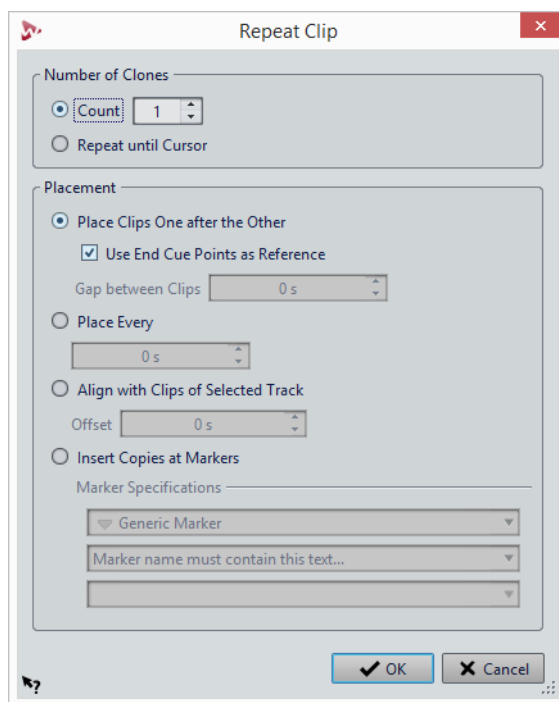 Repeat Clip
Number of Clones
Count 1
Repeat until Cursor
Placement
Place Clips One after the Other
Use End Cue Points as Reference
Gap between Clips 0 s
Place Every
0 s
Align with Clips of Selected Track
Offset 0 s
Insert Copies at Markers
Marker Specifications
Generic Marker
Marker name must contain this text...
OK Cancel
?